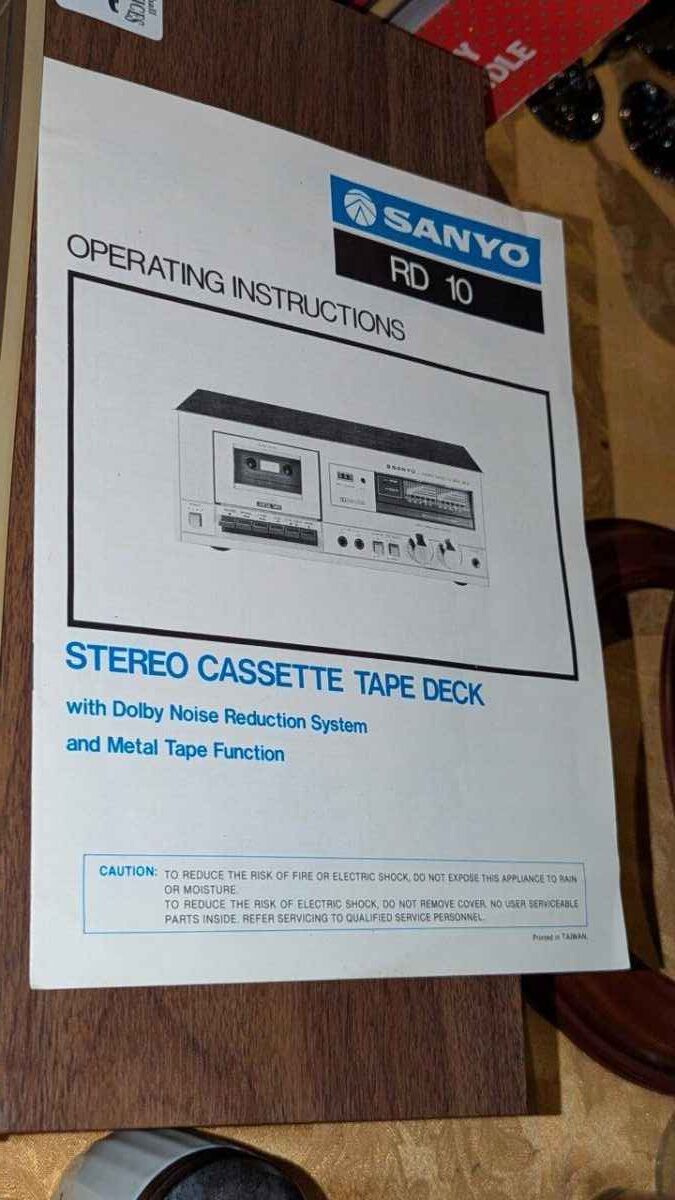 SANYO
RD 10
OPERATING INSTRUCTIONS
SANYO
STEREO CASSETTE TAPE DECK
with Dolby Noise Reduction System
and Metal Tape Function
CAUTION: TO REDUCE THE RISK OF FIRE OR ELECTRIC SHOCK, DO NOT EXPOSE THIS APPLIANCE TO RAIN
OR MOISTURE.
TO REDUCE THE RISK OF ELECTRIC SHOCK, DO NOT REMOVE COVER. NO USER SERVICEABLE
PARTS INSIDE. REFER SERVICING TO QUALIFIED SERVICE PERSONNEL.
Printed in TAIWAN.